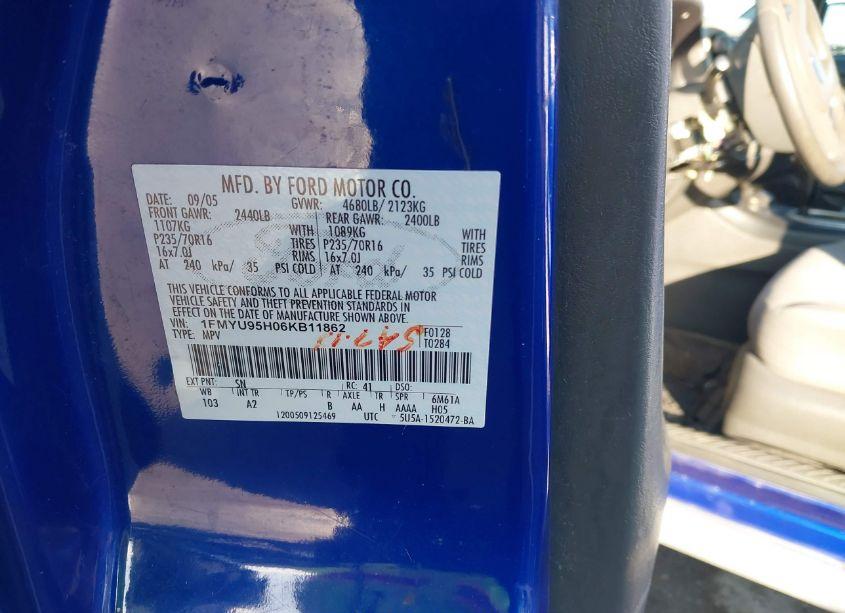 MFD. BY FORD MOTOR CO.
DATE: 09/05 GVWR: 4680LB/ 2123KG
FRONT GAWR: 2440LB REAR GAWR: 2400LB
1107KG WITH 1089KG WITH
P235/70R16 TIRES P235/70R16 TIRES
16x7.0J RIMS 16x7.0J RIMS
AT 240 kPa/ 35 PSI COLD AT 240 kPa/ 35 PSI COLD
THIS VEHICLE CONFORMS TO ALL APPLICABLE FEDERAL MOTOR
VEHICLE SAFETY AND THEFT PREVENTION STANDARDS IN
EFFECT ON THE DATE OF MANUFACTURE SHOWN ABOVE.
VIN: 1FMYU95H06KB11862 F0128
TYPE: MPV T0284
EXT PNT: SN RC: 41 DSO:
WB INT TR TP/PS R AXLE TR SPR 6M61A
103 A2 B AA H AAAA H05
1200509125469 UTC 5U5A-1520472-BA